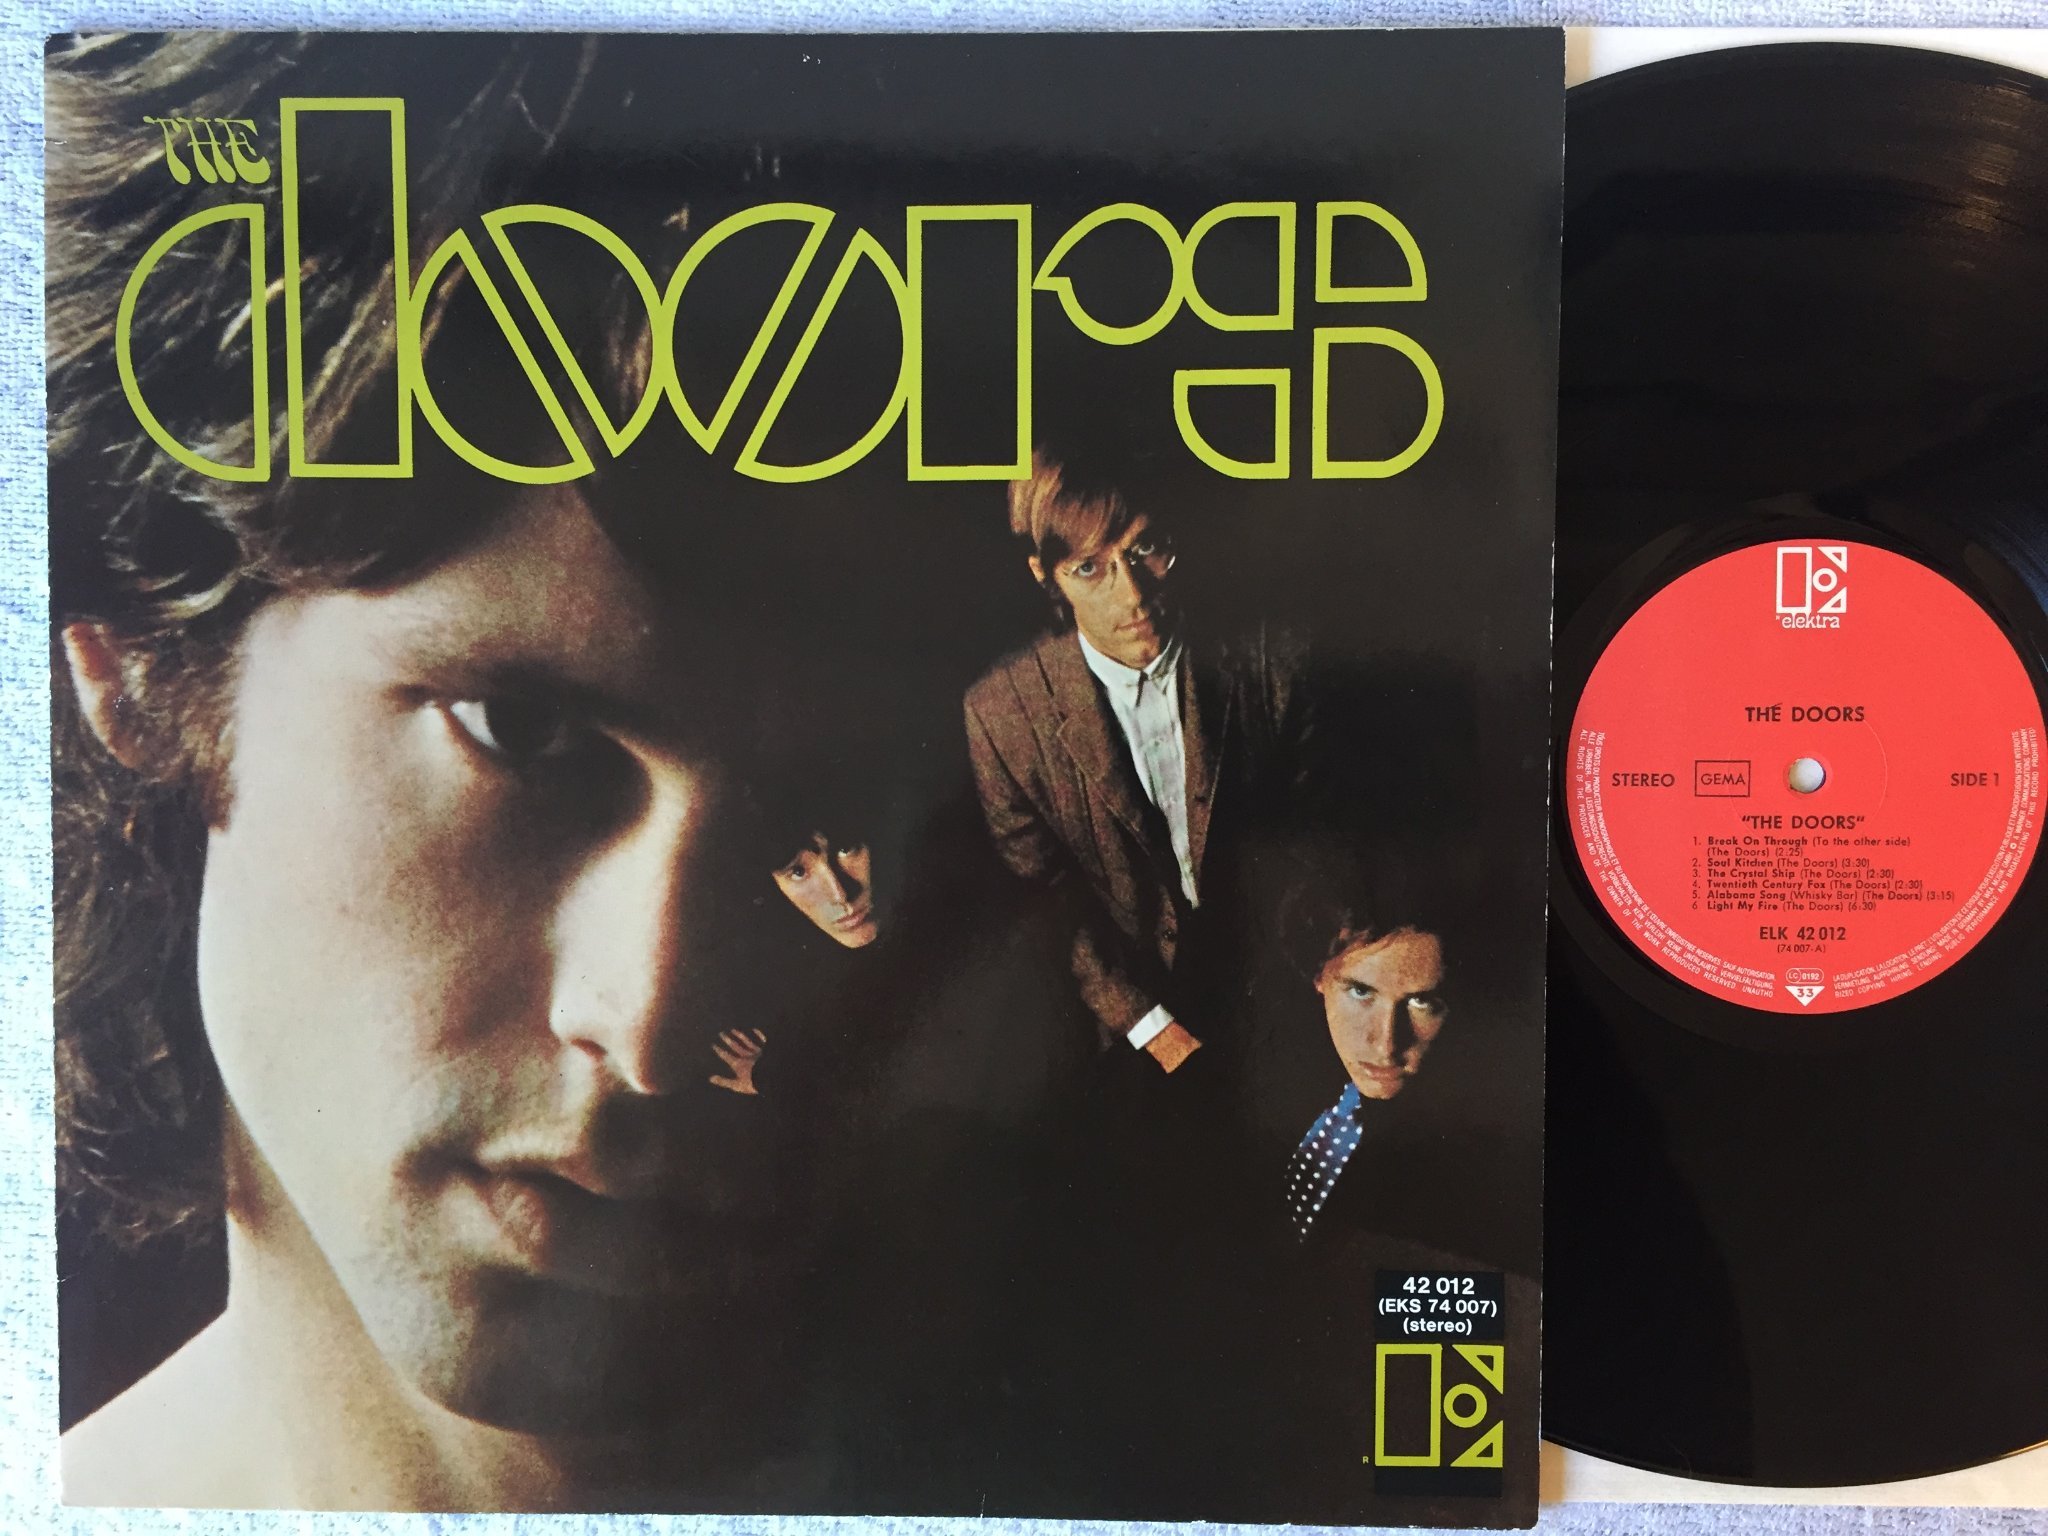 THE
doors
42 012
(EKS 74 007)
(stereo)
R
elektra
THE DOORS
STEREO GEMA SIDE 1
"THE DOORS"
1. Break On Through (To the other side)
(The Doors) (2:25)
2. Soul Kitchen (The Doors) (3:30)
3. The Crystal Ship (The Doors) (2:30)
4. Twentieth Century Fox (The Doors) (2:30)
5. Alabama Song (Whisky Bar) (The Doors) (3:15)
6 Light My Fire (The Doors) (6:30)
ELK 42 012
(74 007-A)
LC 0192
33